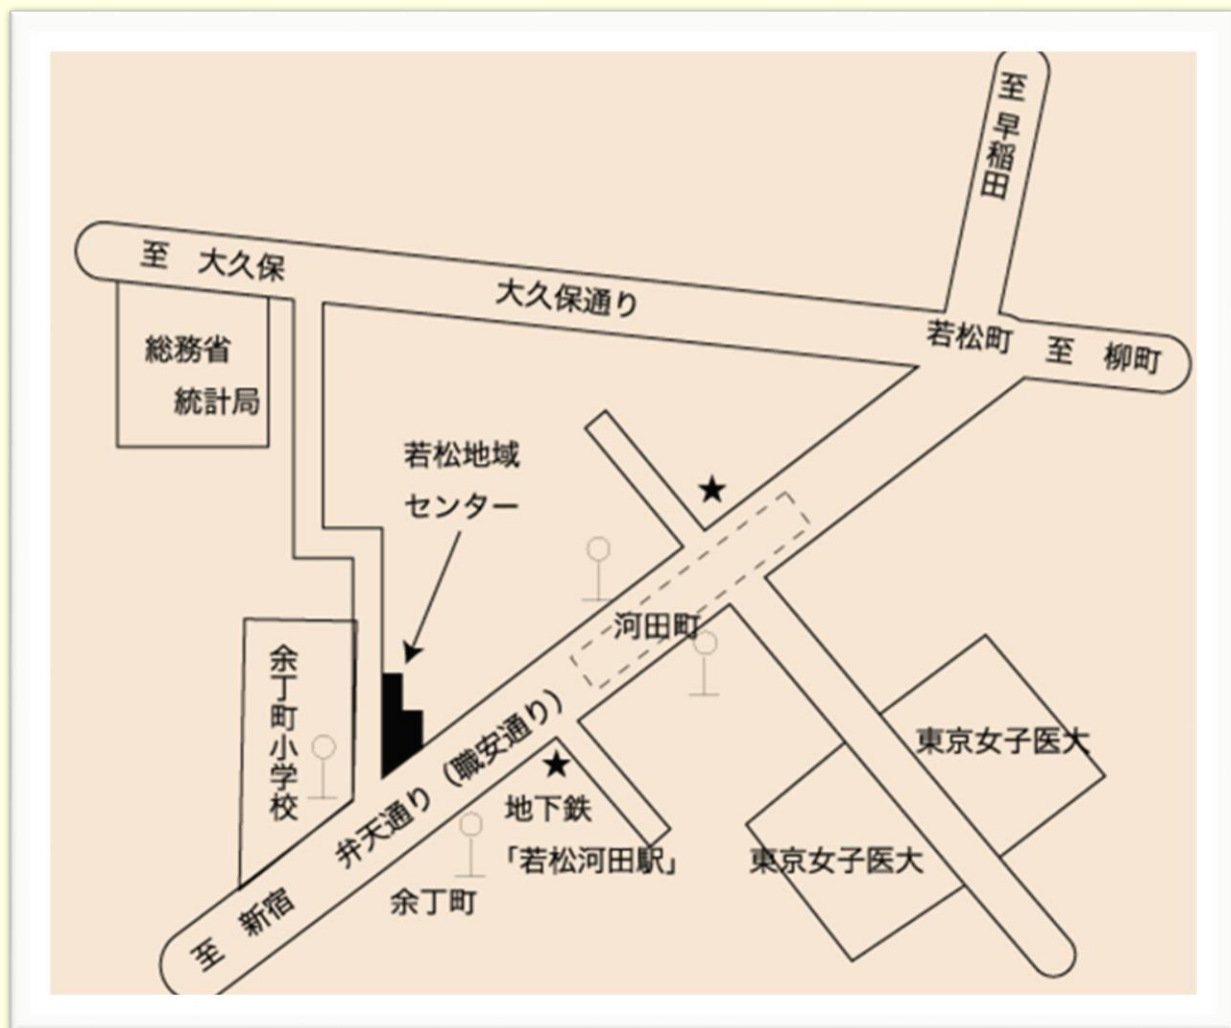 至 早稲田
至 大久保
大久保通り
若松町
至 柳町
総務省
統計局
若松地域
センター
★
河田町
余丁町小学校
弁天通り（職安通り）
★
地下鉄
「若松河田駅」
東京女子医大
東京女子医大
余丁町
至 新宿